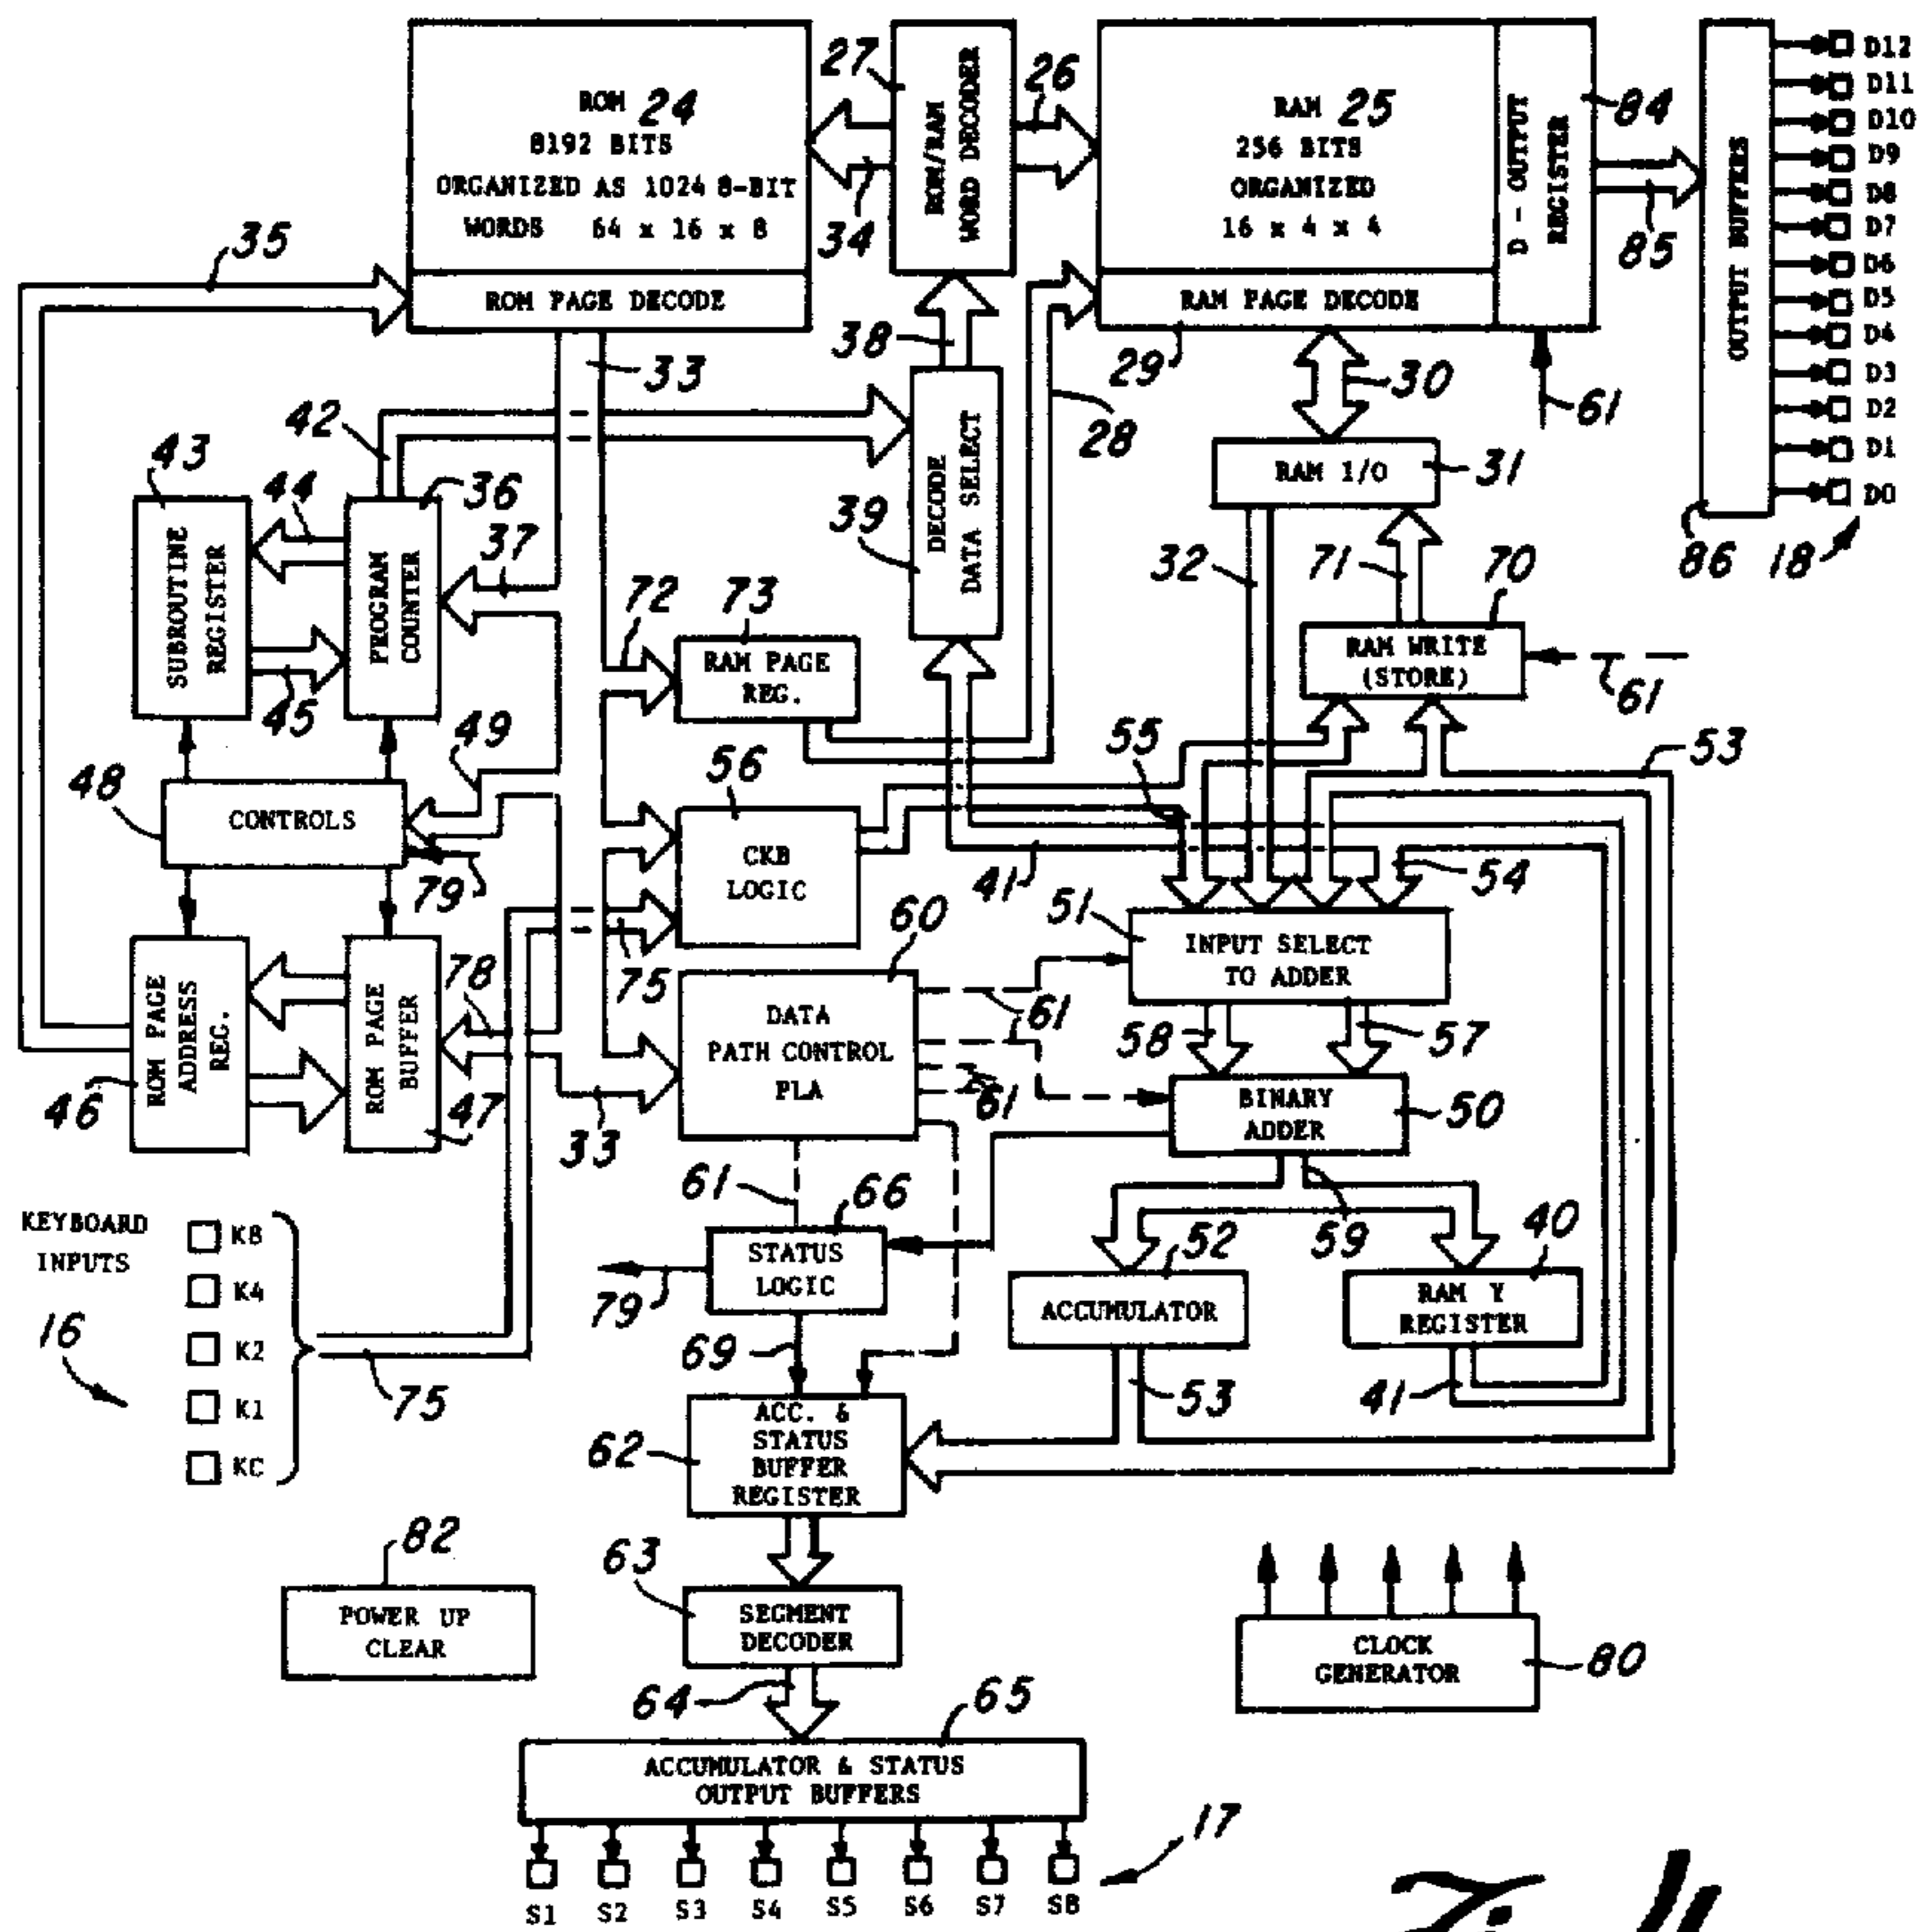 ROM 24
8192 BITS
ORGANIZED AS 1024 8-BIT
WORDS 64 x 16 x 8
ROM PAGE DECODE
27
ROM/RAM
WORD DECODER
26
34
RAM 25
256 BITS
ORGANIZED
16 x 4 x 4
RAM PAGE DECODE
D - OUTPUT
REGISTER
84
85
OUTPUT BUFFERS
D12
D11
D10
D9
D8
D7
D6
D5
D4
D3
D2
D1
D0
86
18
35
33
38
29
30
61
28
42
43
44
36
37
SUBROUTINE
REGISTER
PROGRAM
COUNTER
45
39
DECODE
DATA SELECT
RAM I/O
31
32
71
70
RAM WRITE
(STORE)
61
72
73
RAM PAGE
REG.
49
48
CONTROLS
79
56
CKB
LOGIC
55
53
41
54
51
INPUT SELECT
TO ADDER
75
60
DATA
PATH CONTROL
PLA
61
61
58
57
BINARY
ADDER
50
ROM PAGE
ADDRESS
REG.
46
ROM PAGE
BUFFER
47
78
33
61
66
STATUS
LOGIC
79
69
59
52
ACCUMULATOR
40
RAM Y
REGISTER
53
41
KEYBOARD
INPUTS
16
K8
K4
K2
K1
KC
75
62
ACC. &
STATUS
BUFFER
REGISTER
82
POWER UP
CLEAR
63
SEGMENT
DECODER
64
65
ACCUMULATOR & STATUS
OUTPUT BUFFERS
CLOCK
GENERATOR
80
17
S1
S2
S3
S4
S5
S6
S7
S8